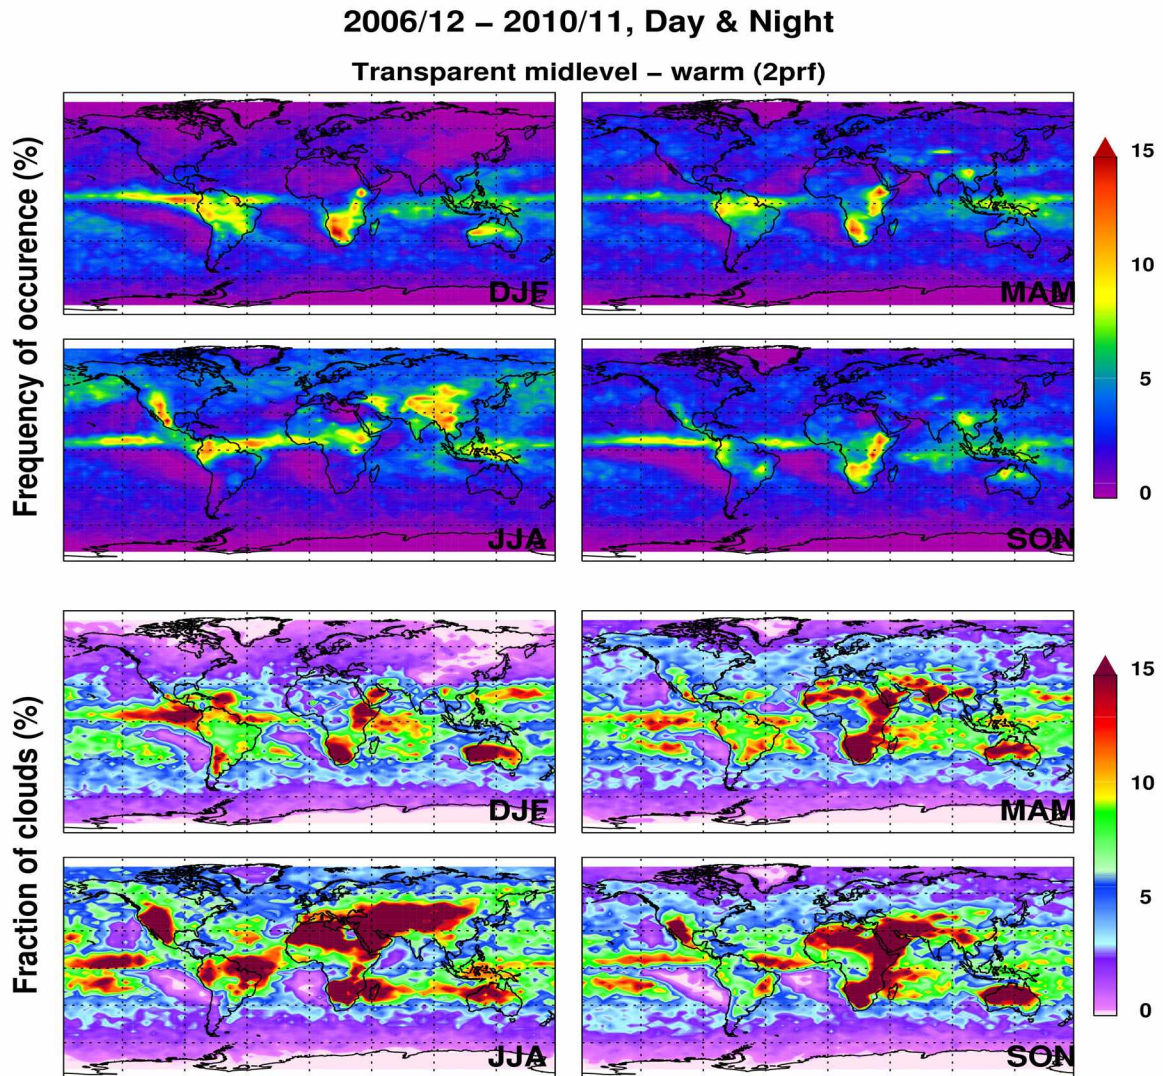 2006/12 – 2010/11, Day & Night
Transparent midlevel – warm (2prf)
Frequency of occurence (%)
DJF
MAM
JJA
SON
15
10
5
0
Fraction of clouds (%)
DJF
MAM
JJA
SON
15
10
5
0